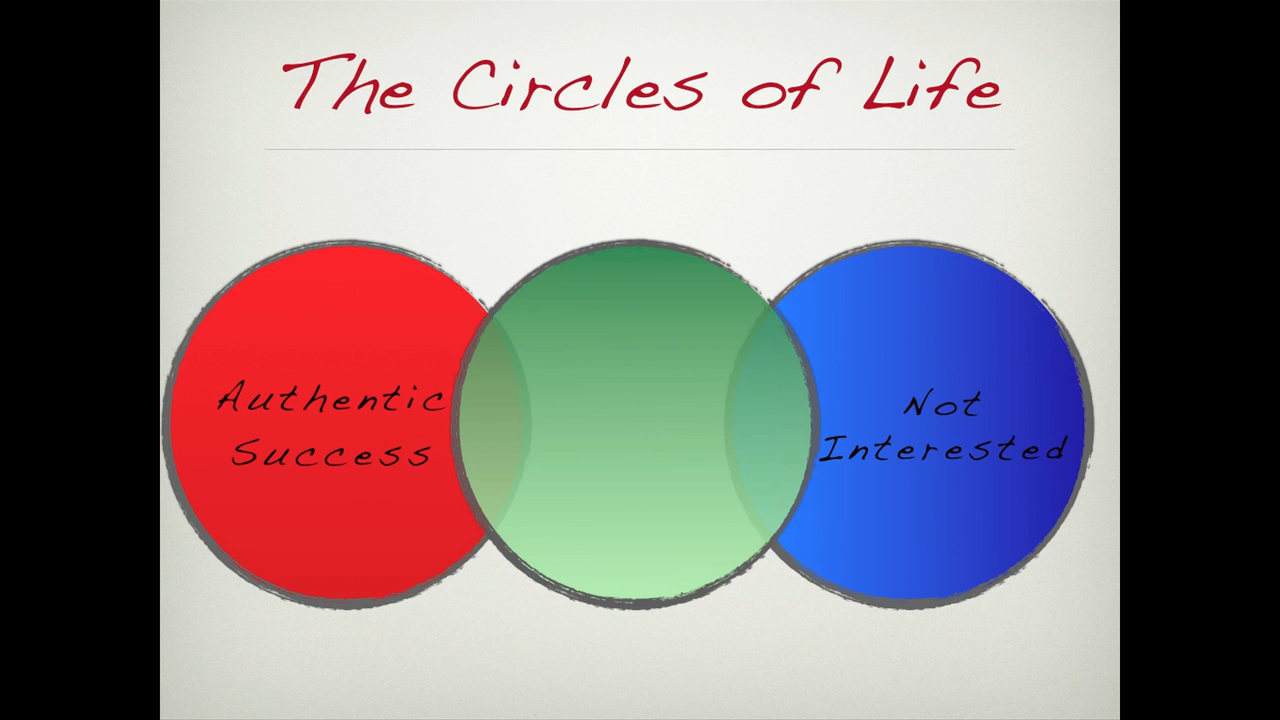 The Circles of Life
Authentic
Success
Not
Interested